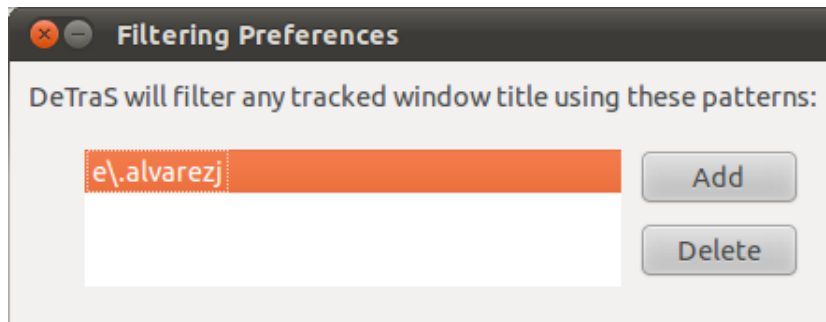 Filtering Preferences
DeTraS will filter any tracked window title using these patterns:
e\.alvarezj
Add
Delete